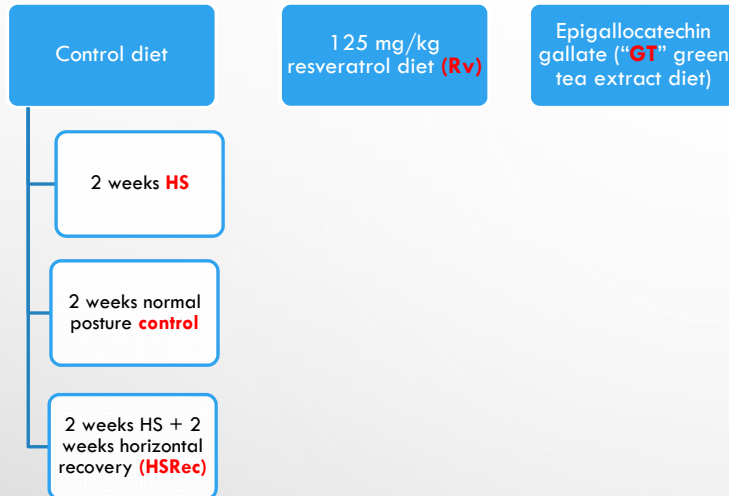 Control diet
125 mg/kg
resveratrol diet (Rv)
Epigallocatechin
gallate (“GT” green
tea extract diet)
2 weeks HS
2 weeks normal
posture control
2 weeks HS + 2
weeks horizontal
recovery (HSRec)